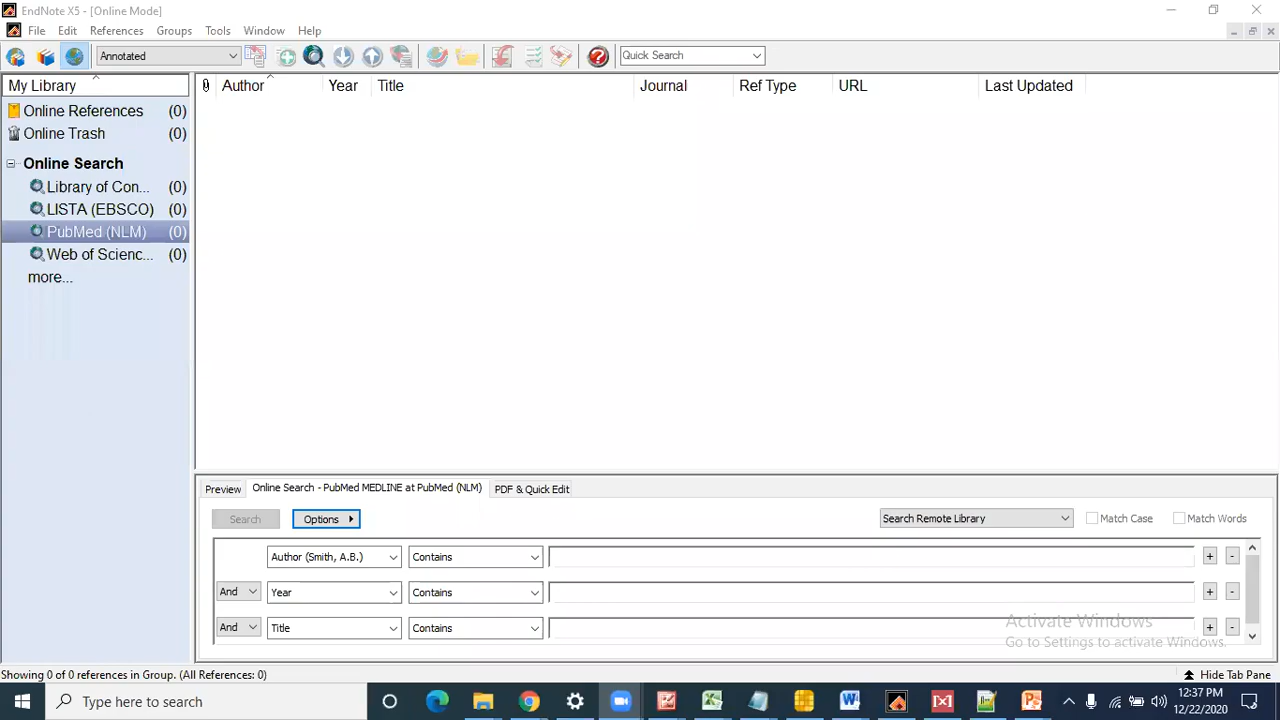 EndNote X5 - [Online Mode]
File Edit References Groups Tools Window Help
Annotated Quick Search
My Library Author Year Title Journal Ref Type URL Last Updated
Online References (0)
Online Trash (0)
Online Search
Library of Con... (0)
LISTA (EBSCO) (0)
PubMed (NLM) (0)
Web of Scienc... (0)
more...
Preview Online Search - PubMed MEDLINE at PubMed (NLM) PDF & Quick Edit
Search Options Search Remote Library Match Case Match Words
Author (Smith, A.B.) Contains + -
And Year Contains + -
And Title Contains + -
Activate Windows
Go to Settings to activate Windows.
Showing 0 of 0 references in Group. (All References: 0) Hide Tab Pane
Type here to search 12:37 PM
12/22/2020